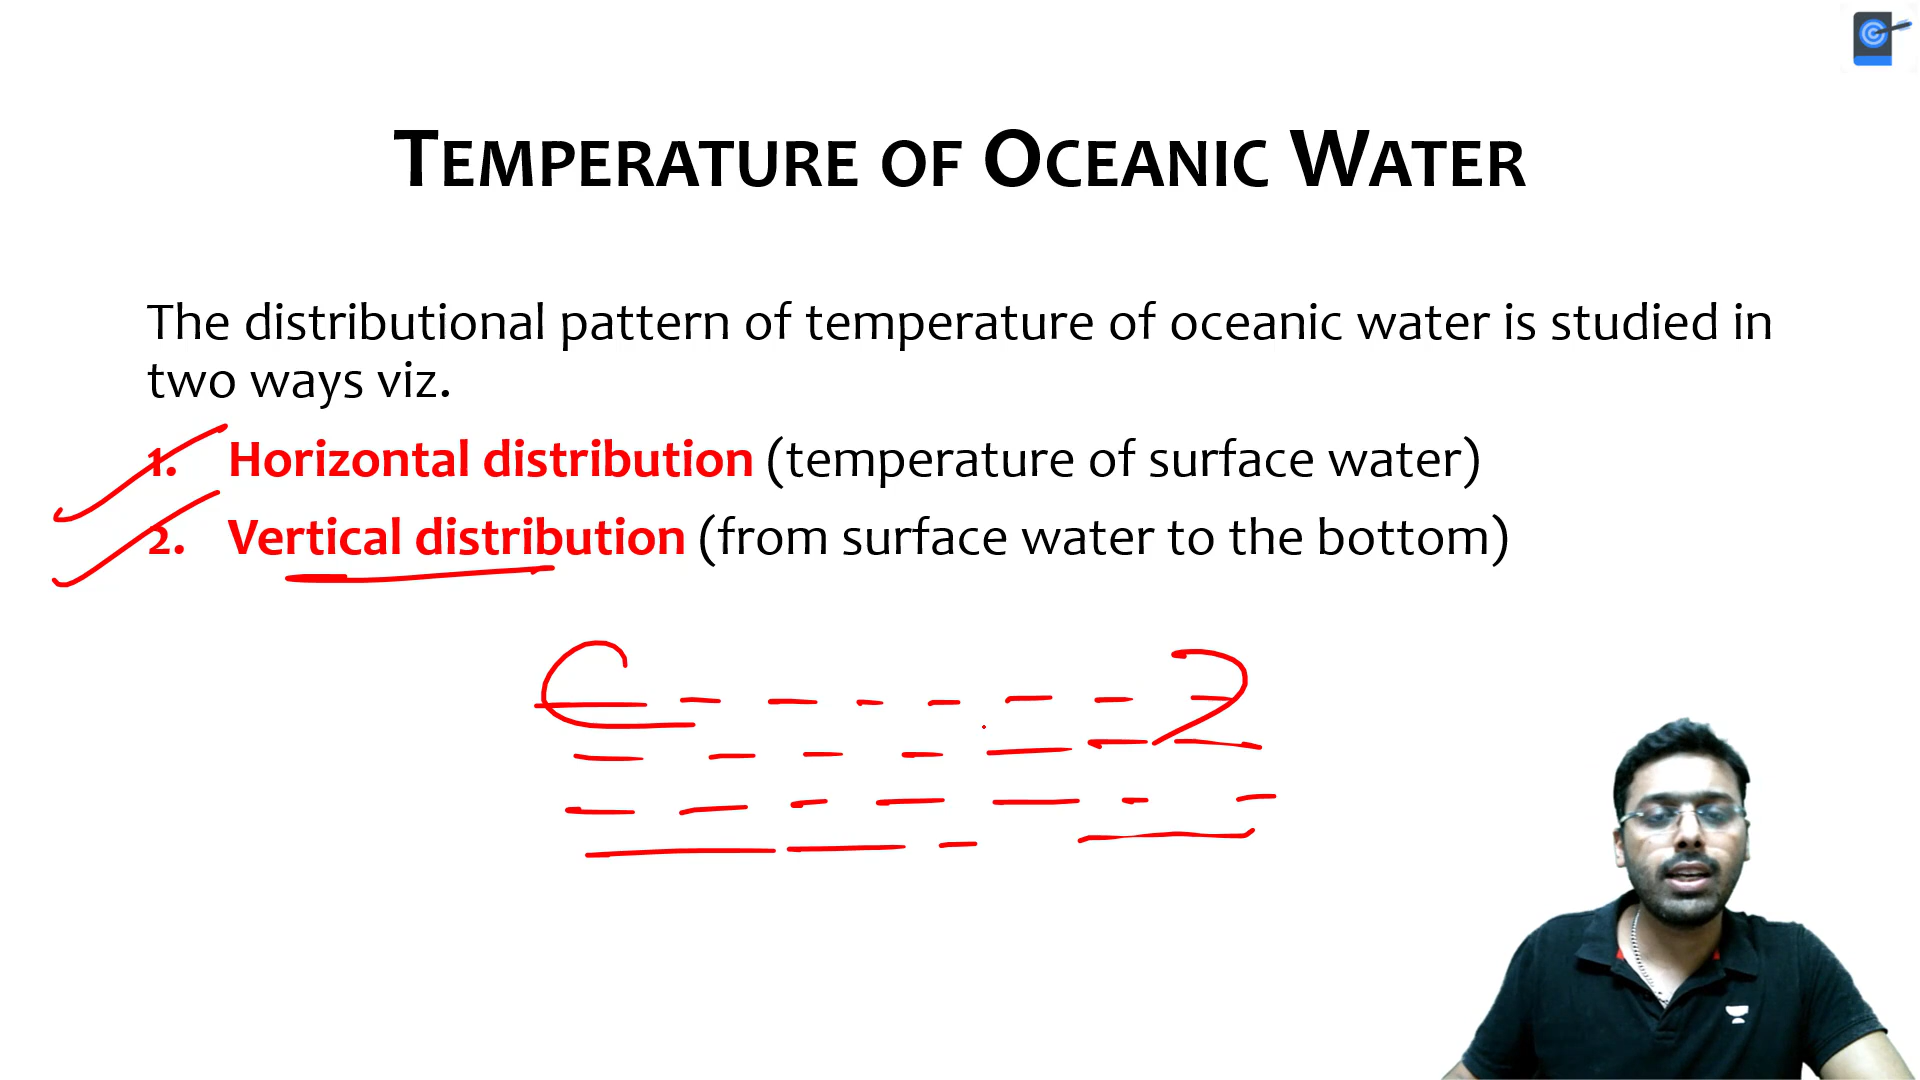 TEMPERATURE OF OCEANIC WATER
The distributional pattern of temperature of oceanic water is studied in
two ways viz.
1. Horizontal distribution (temperature of surface water)
2. Vertical distribution (from surface water to the bottom)